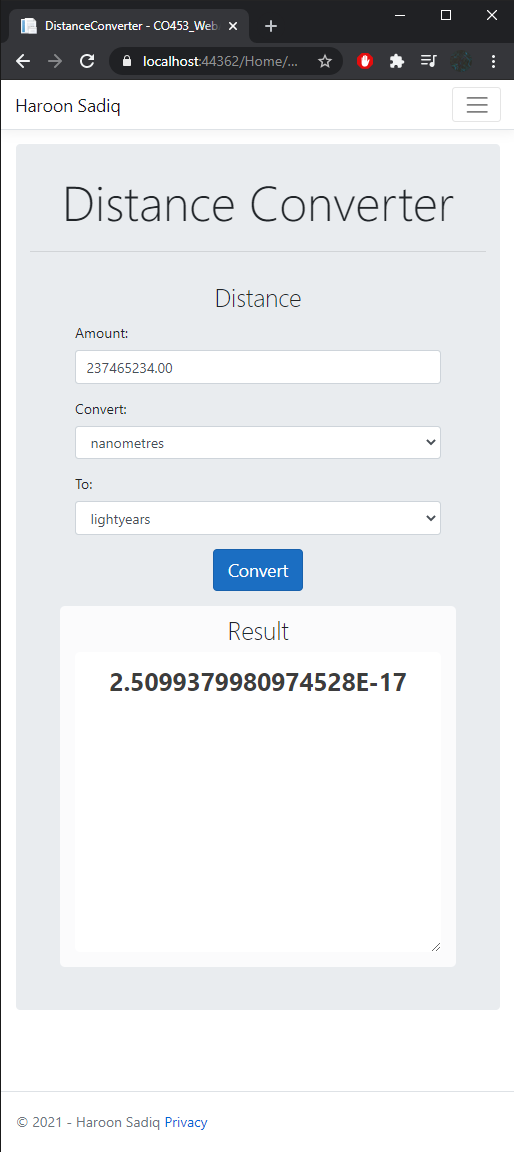 DistanceConverter - CO453_Web
localhost:44362/Home/...
Haroon Sadiq
Distance Converter
Distance
Amount:
237465234.00
Convert:
nanometres
To:
lightyears
Convert
Result
2.5099379980974528E-17
© 2021 - Haroon Sadiq Privacy